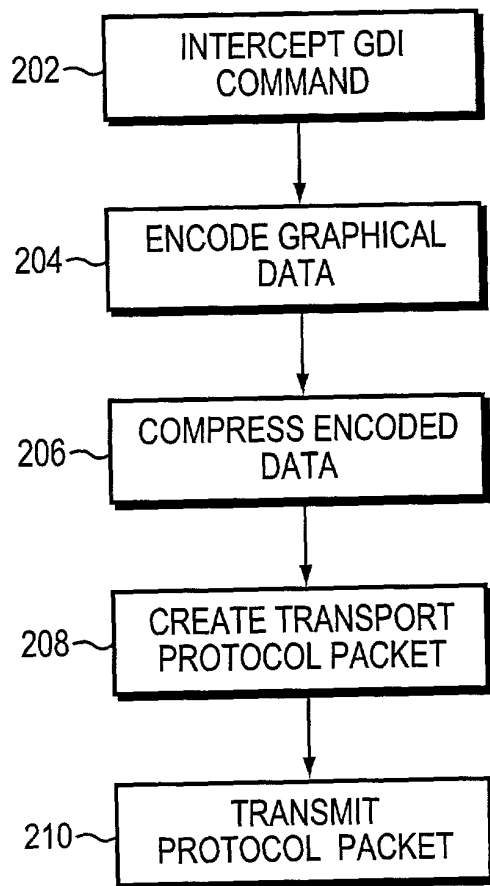 202
INTERCEPT GDI
COMMAND
204
ENCODE GRAPHICAL
DATA
206
COMPRESS ENCODED
DATA
208
CREATE TRANSPORT
PROTOCOL PACKET
210
TRANSMIT
PROTOCOL PACKET